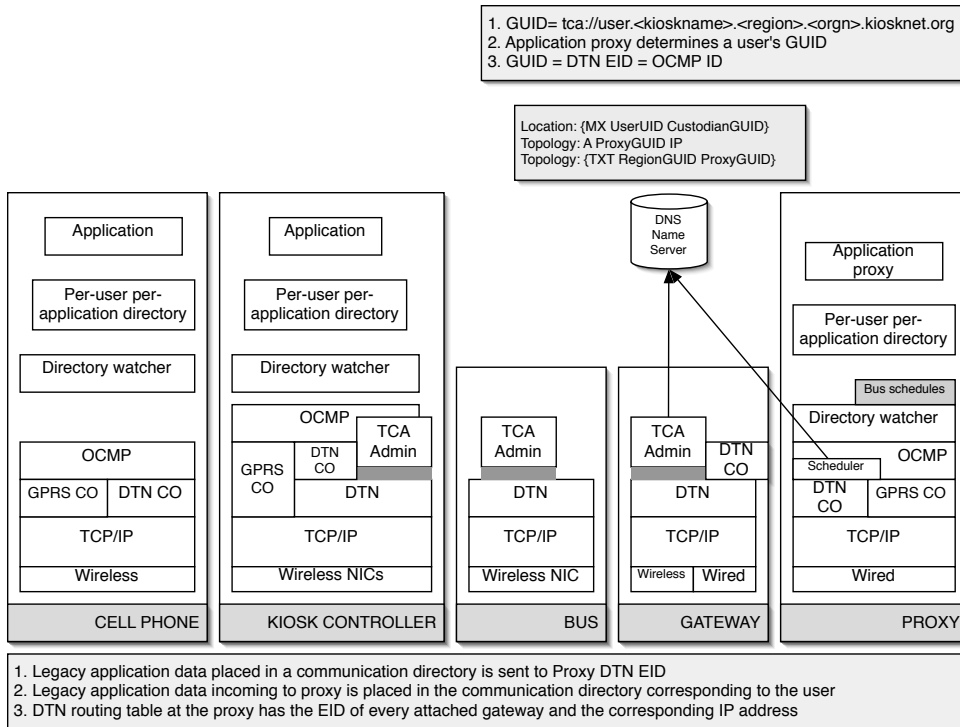 1. GUID= tca://user.<kioskname>.<region>.<orgn>.kiosknet.org
2. Application proxy determines a user's GUID
3. GUID = DTN EID = OCMP ID
Location: {MX UserUID CustodianGUID}
Topology: A ProxyGUID IP
Topology: {TXT RegionGUID ProxyGUID}
DNS
Name
Server
Application
Per-user per-
application directory
Directory watcher
OCMP
GPRS CO
DTN CO
TCP/IP
Wireless
CELL PHONE
Application
Per-user per-
application directory
Directory watcher
OCMP
TCA
Admin
GPRS
CO
DTN
CO
DTN
TCP/IP
Wireless NICs
KIOSK CONTROLLER
TCA
Admin
DTN
TCP/IP
Wireless NIC
BUS
TCA
Admin
DTN
CO
DTN
TCP/IP
Wireless
Wired
GATEWAY
Application
proxy
Per-user per-
application directory
Bus schedules
Directory watcher
Scheduler
OCMP
DTN
CO
GPRS CO
TCP/IP
Wired
PROXY
1. Legacy application data placed in a communication directory is sent to Proxy DTN EID
2. Legacy application data incoming to proxy is placed in the communication directory corresponding to the user
3. DTN routing table at the proxy has the EID of every attached gateway and the corresponding IP address